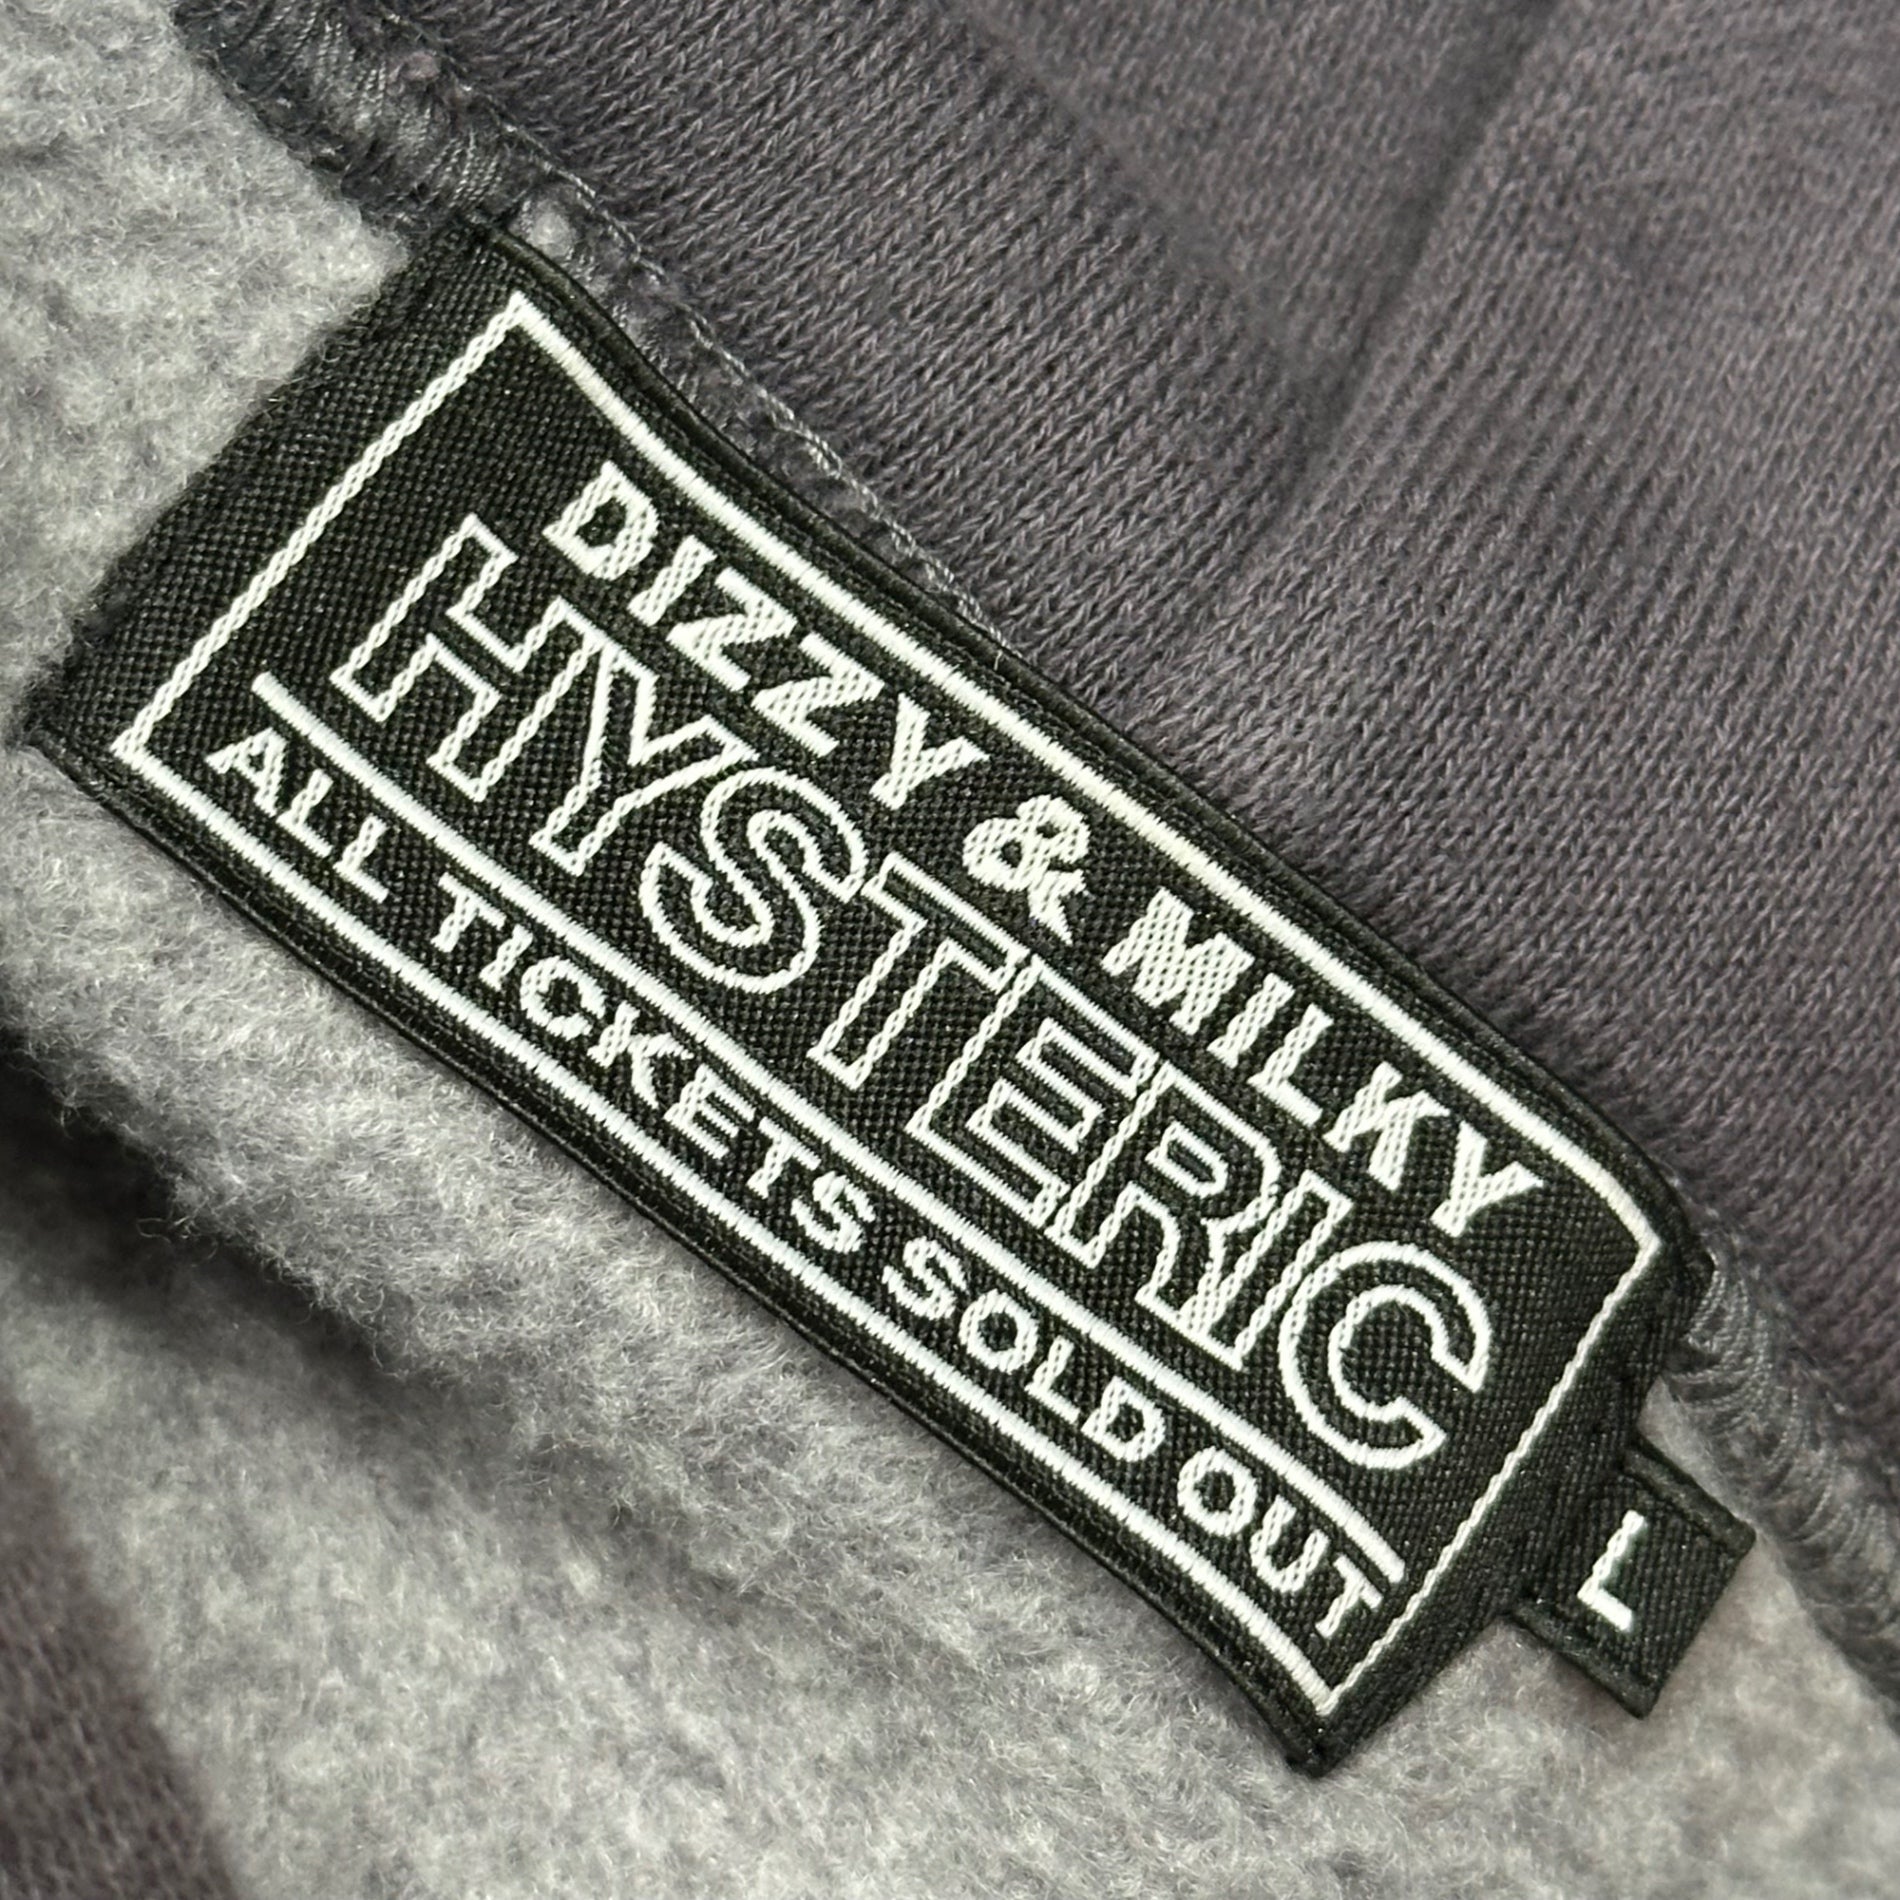 DIZZY & MILKY
HYSTERIC
ALL TICKETS SOLD OUT
L